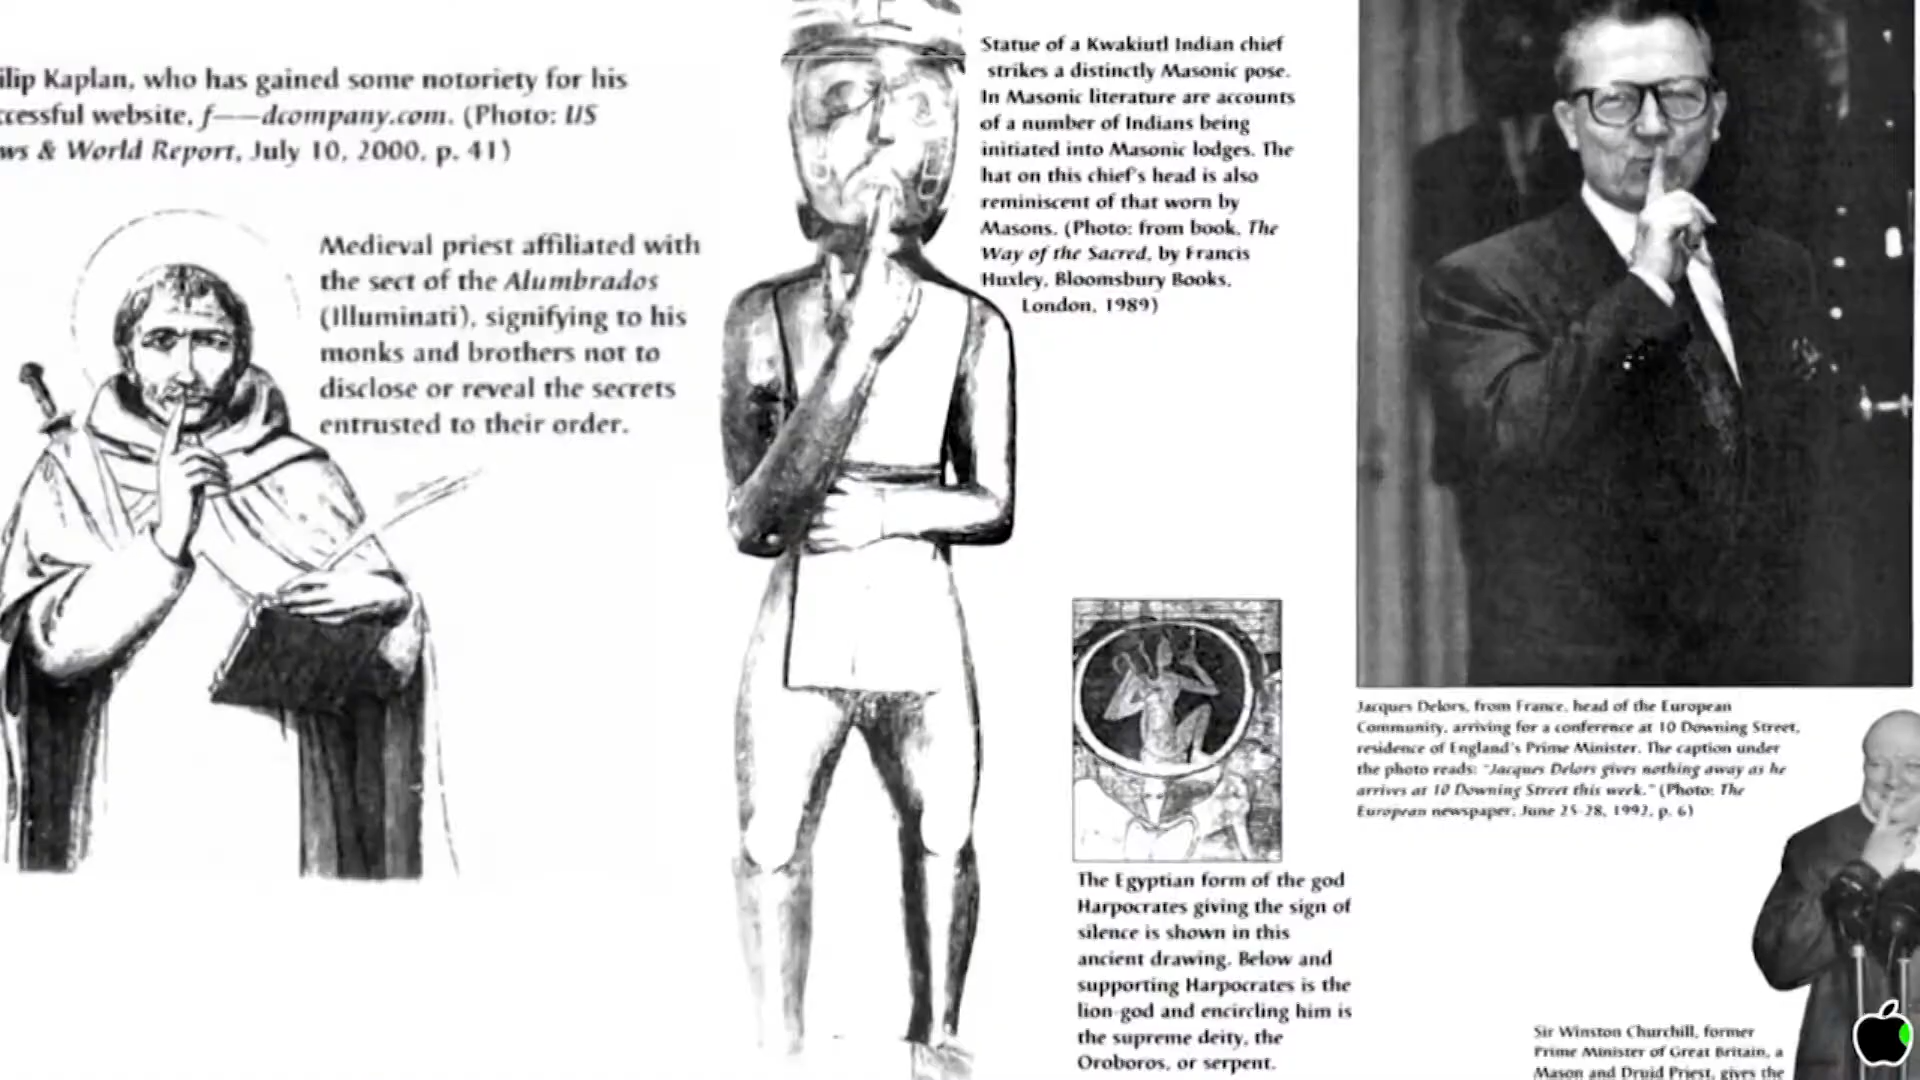 ilip Kaplan, who has gained some notoriety for his
ccessful website, f——dcompany.com. (Photo: US
ws & World Report, July 10, 2000, p. 41)
Medieval priest affiliated with
the sect of the Alumbrados
(Illuminati), signifying to his
monks and brothers not to
disclose or reveal the secrets
entrusted to their order.
Statue of a Kwakiutl Indian chief
strikes a distinctly Masonic pose.
In Masonic literature are accounts
of a number of Indians being
initiated into Masonic lodges. The
hat on this chief's head is also
reminiscent of that worn by
Masons. (Photo: from book, The
Way of the Sacred, by Francis
Huxley, Bloomsbury Books,
London, 1989)
The Egyptian form of the god
Harpocrates giving the sign of
silence is shown in this
ancient drawing. Below and
supporting Harpocrates is the
lion-god and encircling him is
the supreme deity, the
Oroboros, or serpent.
Jacques Delors, from France, head of the European
Community, arriving for a conference at 10 Downing Street,
residence of England's Prime Minister. The caption under
the photo reads: "Jacques Delors gives nothing away as he
arrives at 10 Downing Street this week." (Photo: The
European newspaper, June 25-28, 1992, p. 6)
Sir Winston Churchill, former
Prime Minister of Great Britain, a
Mason and Druid Priest, gives the